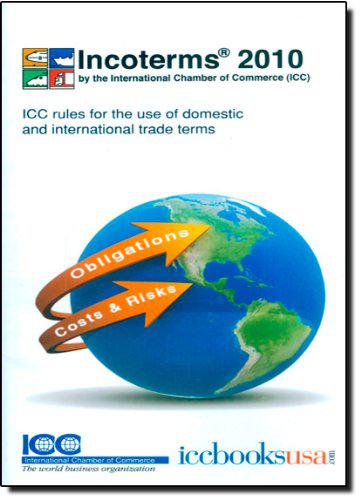 Incoterms® 2010
by the International Chamber of Commerce (ICC)
ICC rules for the use of domestic
and international trade terms
Obligations
Costs & Risks
ICC
International Chamber of Commerce
The world business organization
iccbooksusa